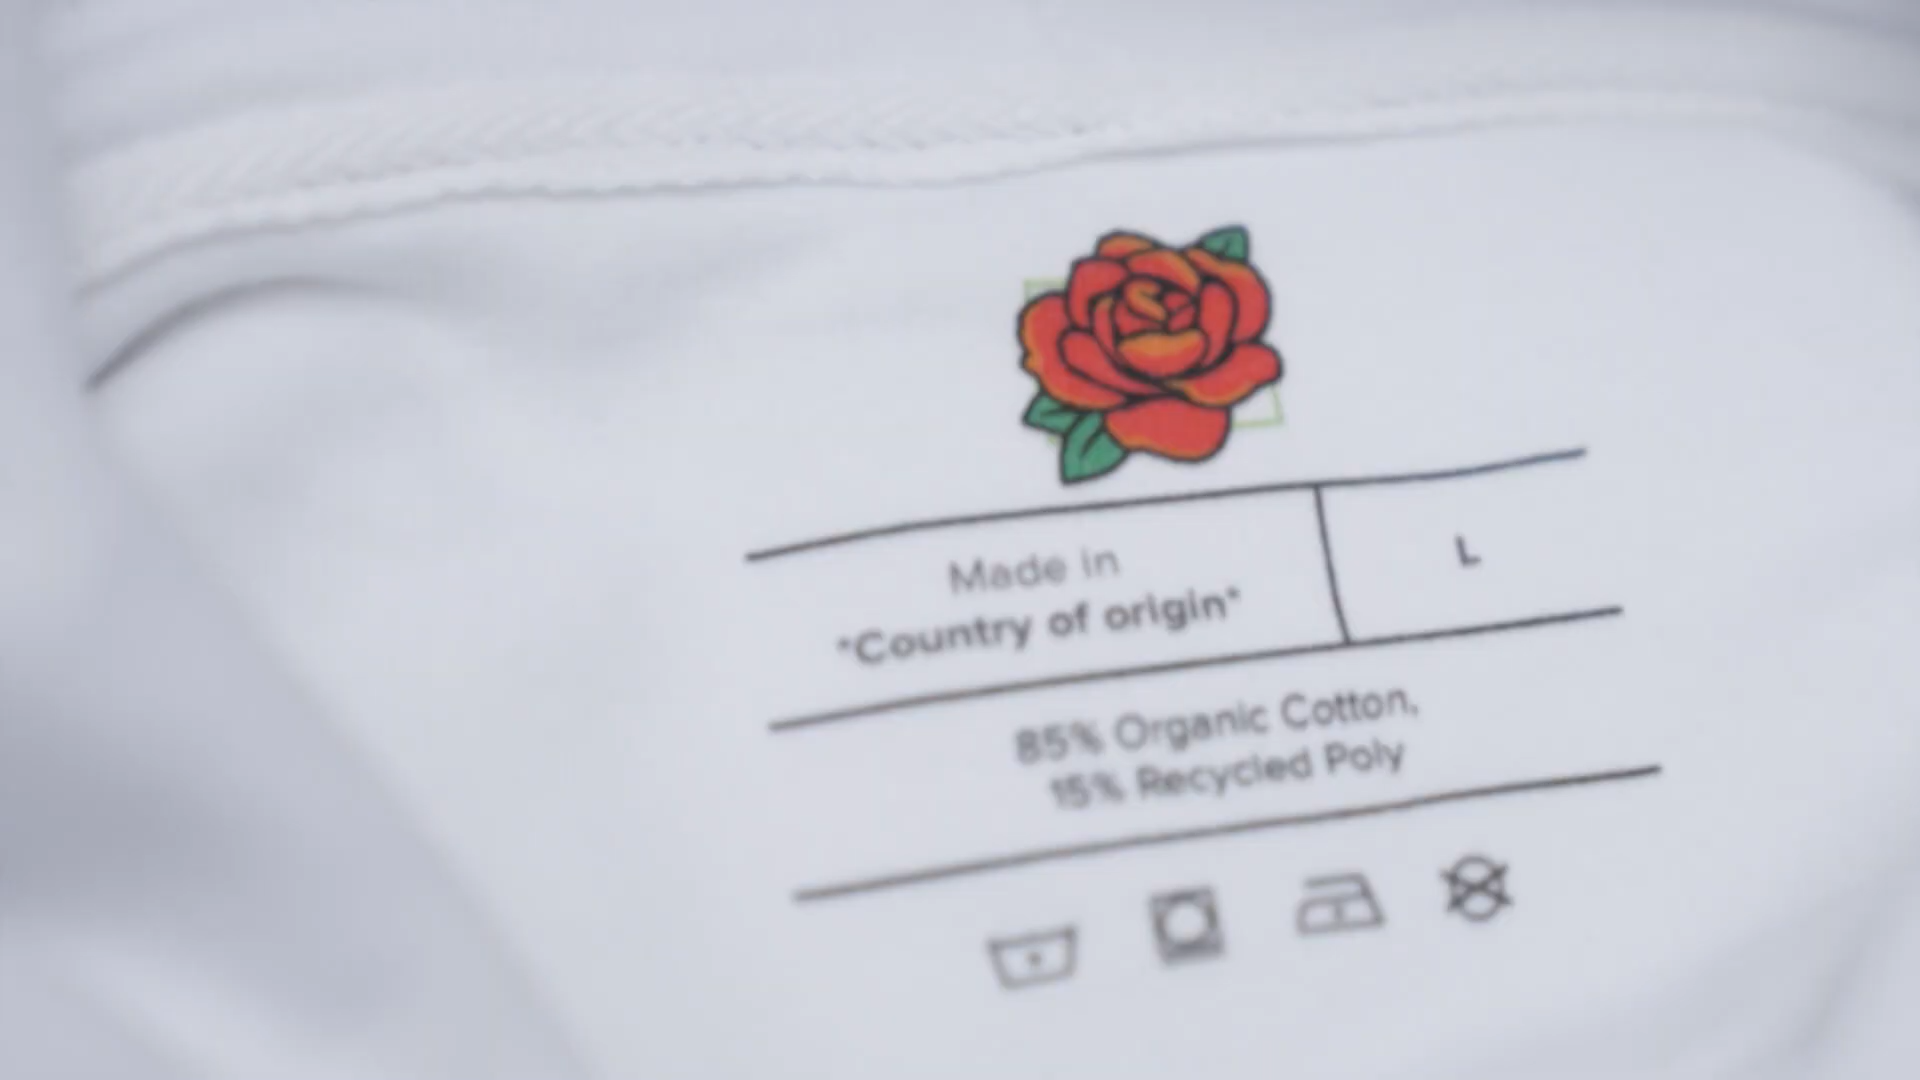 Made in
"Country of origin"
L
85% Organic Cotton,
15% Recycled Poly